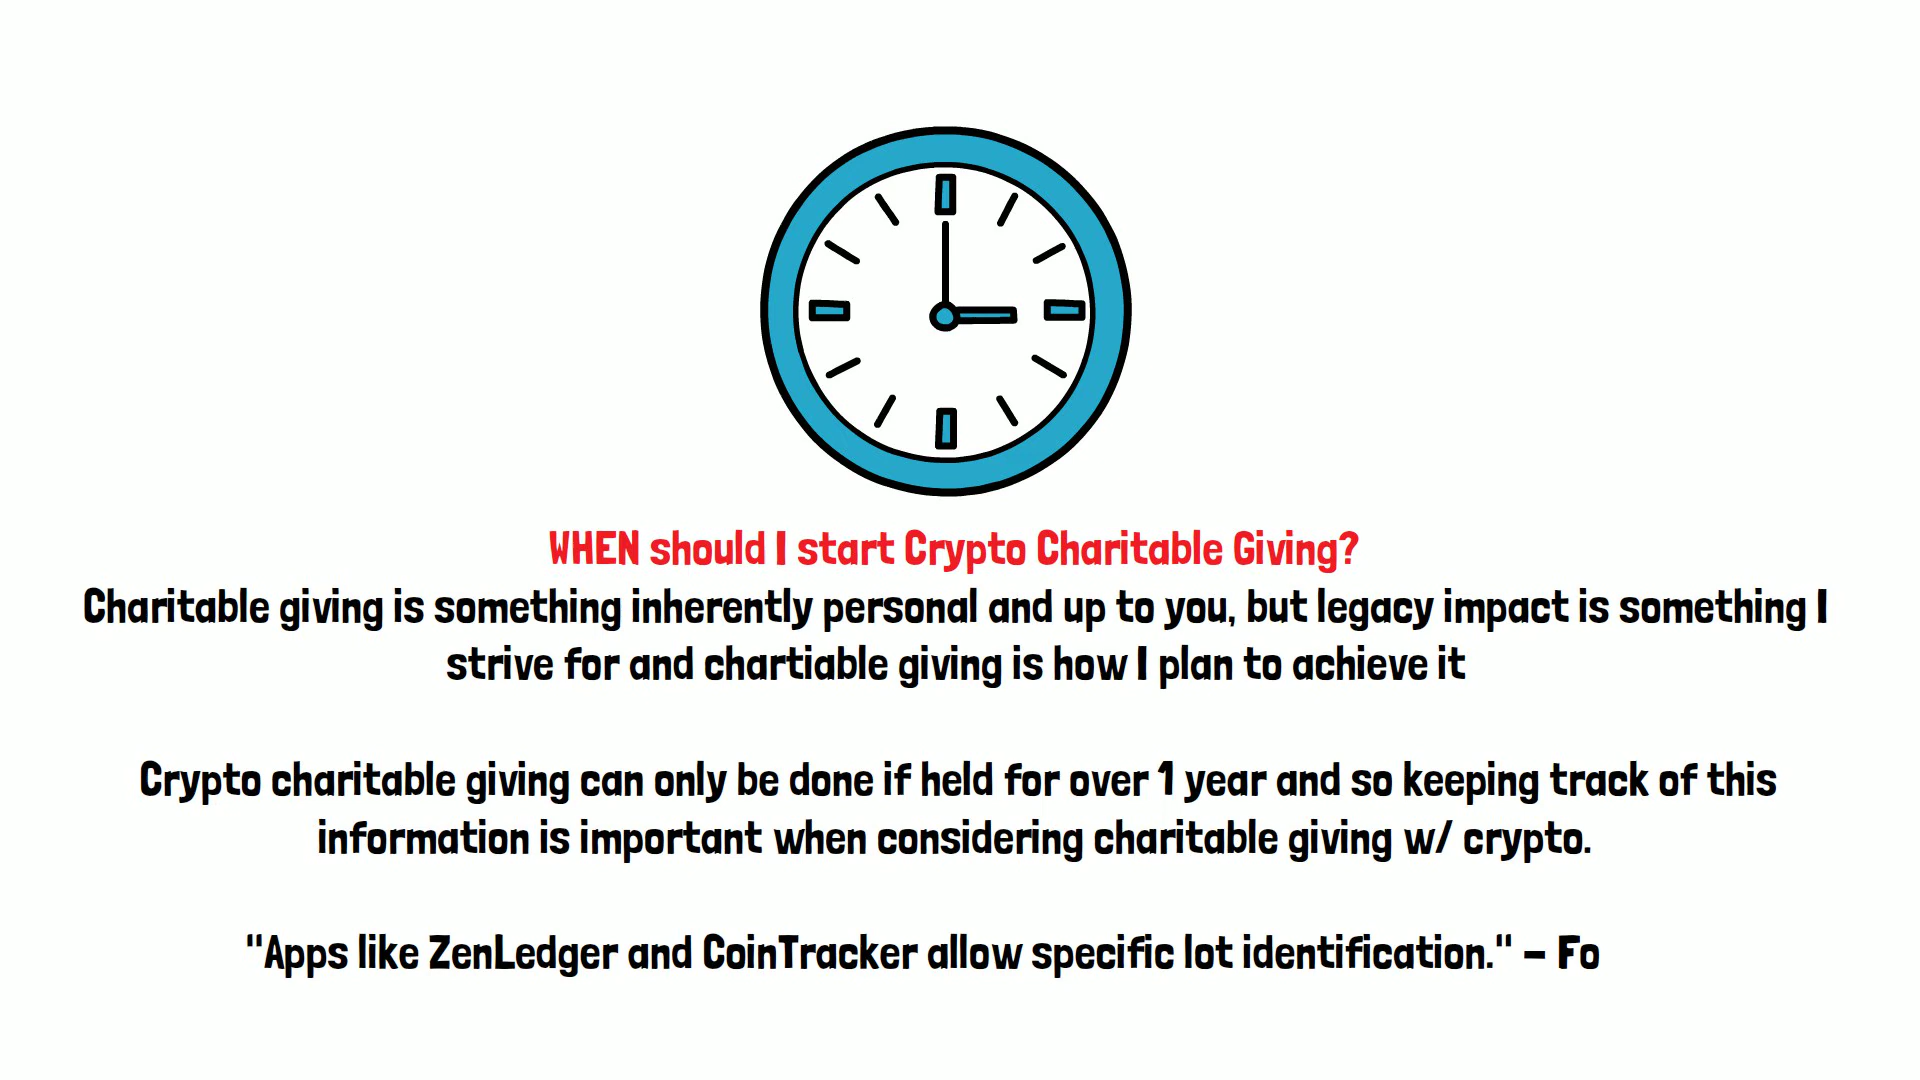 WHEN should I start Crypto Charitable Giving?
Charitable giving is something inherently personal and up to you, but legacy impact is something I
strive for and chartiable giving is how I plan to achieve it
Crypto charitable giving can only be done if held for over 1 year and so keeping track of this
information is important when considering charitable giving w/ crypto.
"Apps like ZenLedger and CoinTracker allow specific lot identification." – Fo